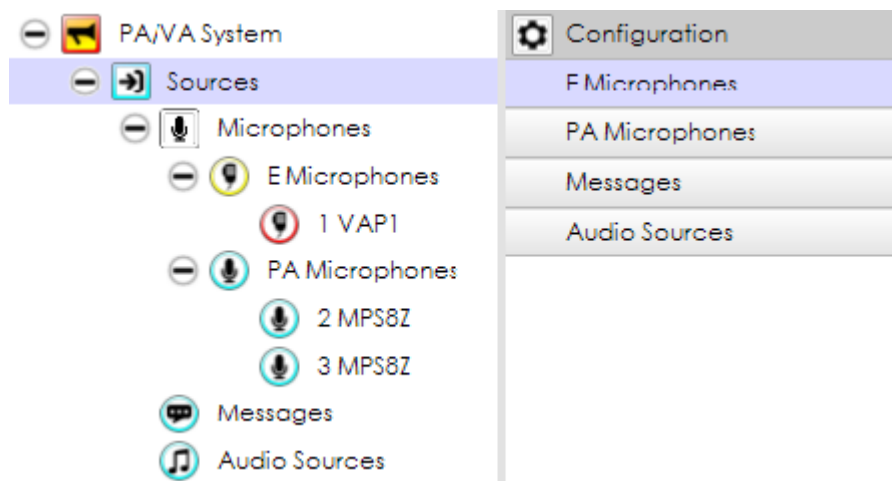 PA/VA System
Sources
Microphones
E Microphones
1 VAP1
PA Microphones
2 MPS8Z
3 MPS8Z
Messages
Audio Sources
Configuration
E Microphones
PA Microphones
Messages
Audio Sources